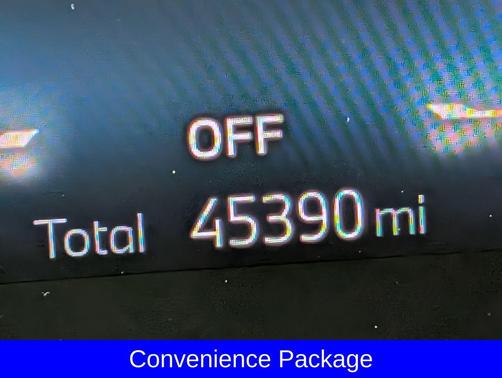 OFF
Total 45390 mi
Convenience Package